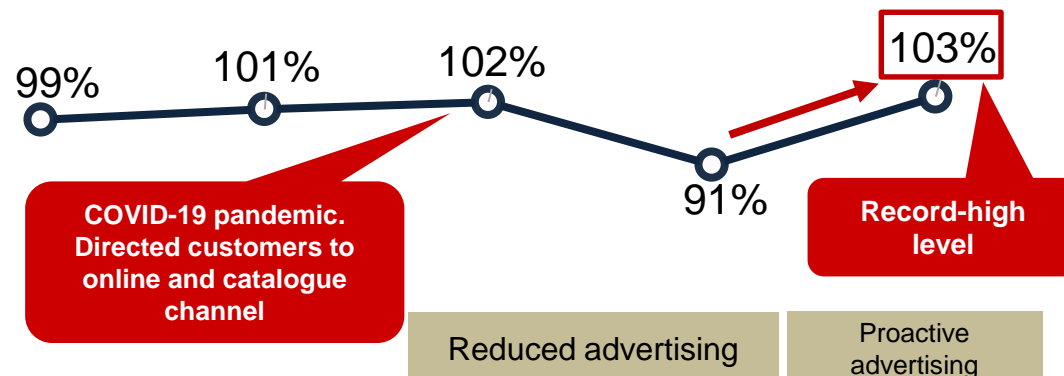 99%
101%
102%
91%
103%
COVID-19 pandemic.
Directed customers to
online and catalogue
channel
Record-high
level
Reduced advertising
Proactive
advertising